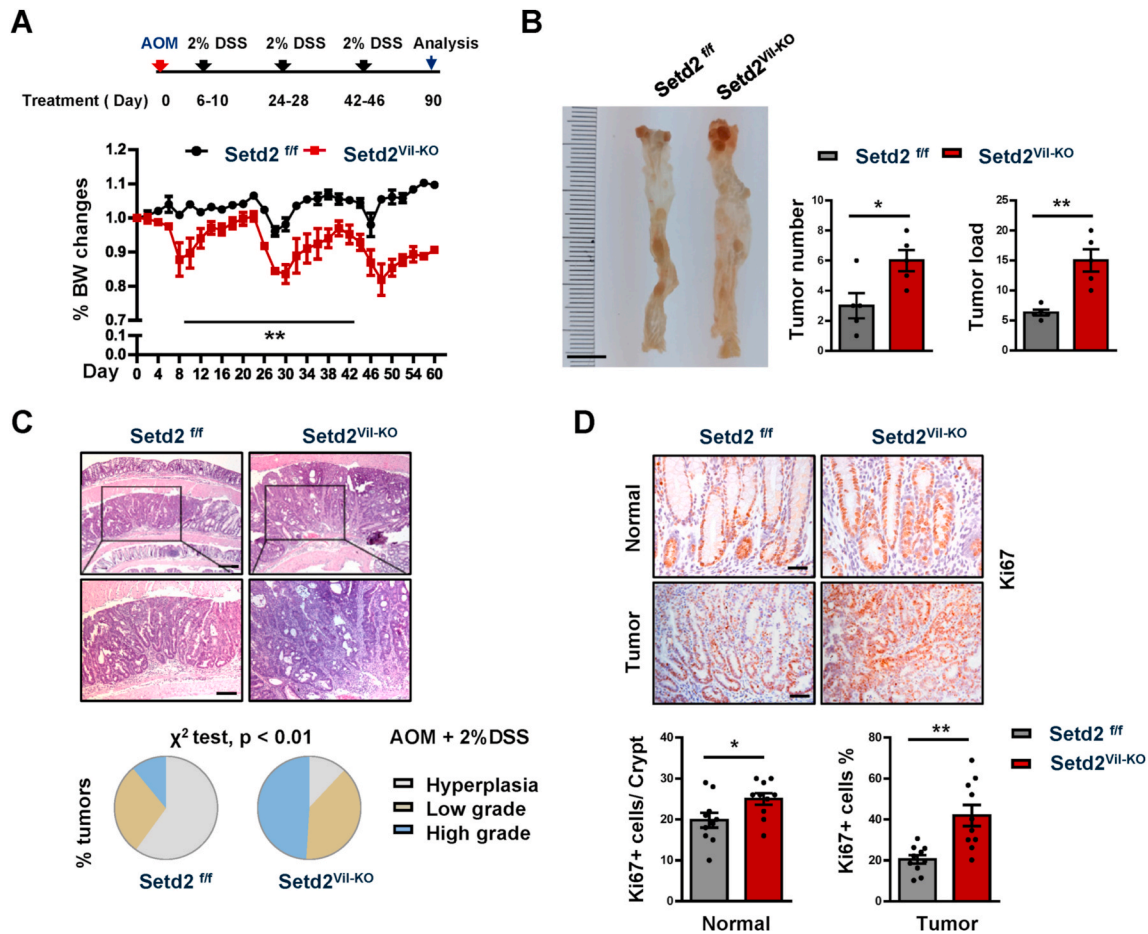 A
AOM 2% DSS 2% DSS 2% DSS Analysis
Treatment ( Day) 0 6-10 24-28 42-46 90
Setd2 f/f Setd2Vil-KO
% BW changes
1.2
1.1
1.0
0.9
0.8
0.7
0.1
0.0
**
Day 0 4 8 12 16 20 26 30 34 38 42 46 50 54 60
B
Setd2 f/f Setd2Vil-KO
Setd2 f/f Setd2Vil-KO
Tumor number
10
8
6
4
2
0
*
Tumor load
25
20
15
10
5
0
**
C
Setd2 f/f Setd2Vil-KO
χ2 test, p < 0.01
AOM + 2%DSS
% tumors
Hyperplasia
Low grade
High grade
Setd2 f/f Setd2Vil-KO
D
Setd2 f/f Setd2Vil-KO
Normal
Tumor
Ki67
Ki67+ cells/ Crypt
40
30
20
10
0
*
Normal
Ki67+ cells %
80
60
40
20
0
**
Tumor
Setd2 f/f
Setd2Vil-KO